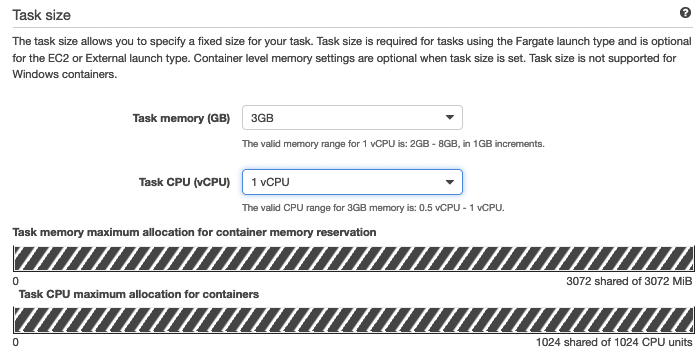 Task size
The task size allows you to specify a fixed size for your task. Task size is required for tasks using the Fargate launch type and is optional
for the EC2 or External launch type. Container level memory settings are optional when task size is set. Task size is not supported for
Windows containers.
Task memory (GB) 3GB
The valid memory range for 1 vCPU is: 2GB - 8GB, in 1GB increments.
Task CPU (vCPU) 1 vCPU
The valid CPU range for 3GB memory is: 0.5 vCPU - 1 vCPU.
Task memory maximum allocation for container memory reservation
0 3072 shared of 3072 MiB
Task CPU maximum allocation for containers
0 1024 shared of 1024 CPU units